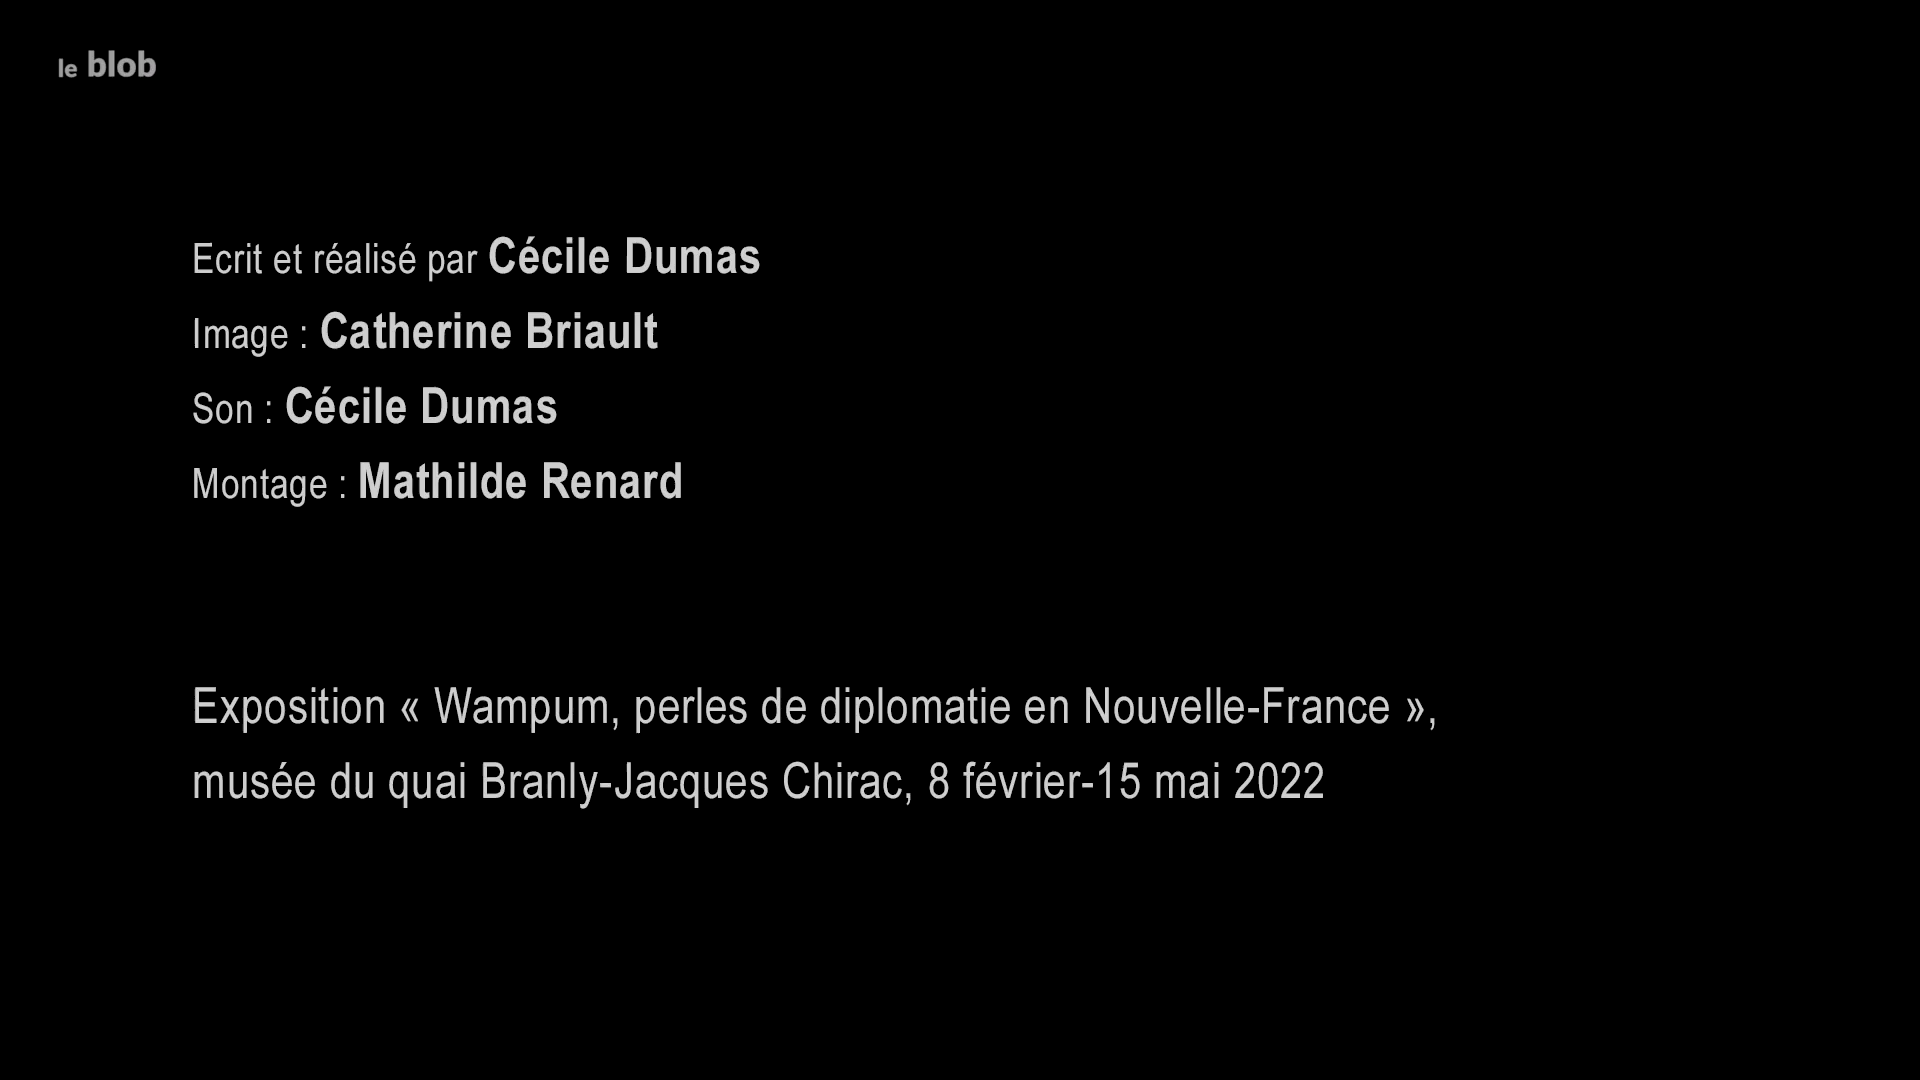 le blob
Ecrit et réalisé par Cécile Dumas
Image : Catherine Briault
Son : Cécile Dumas
Montage : Mathilde Renard
Exposition « Wampum, perles de diplomatie en Nouvelle-France »,
musée du quai Branly-Jacques Chirac, 8 février-15 mai 2022